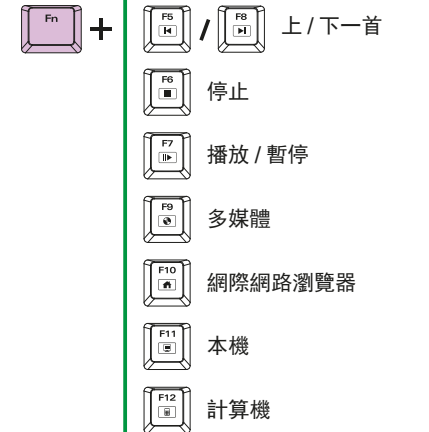 Fn + F5 / F8 上 / 下一首
F6 停止
F7 播放 / 暫停
F9 多媒體
F10 網際網路瀏覽器
F11 本機
F12 計算機